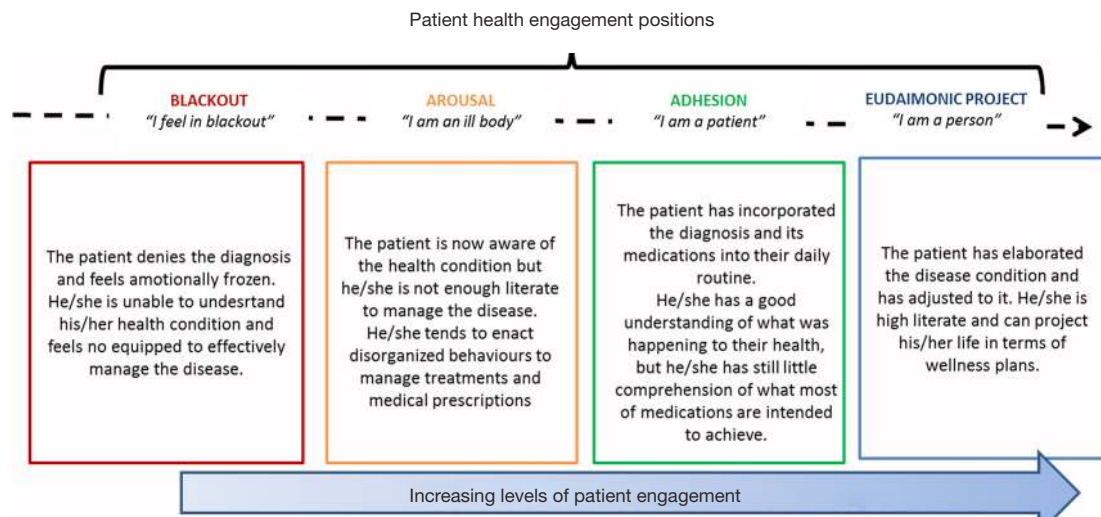 Patient health engagement positions
BLACKOUT
"I feel in blackout"
AROUSAL
"I am an ill body"
ADHESION
"I am a patient"
EUDAIMONIC PROJECT
"I am a person"
The patient denies the diagnosis
and feels amotionally frozen.
He/she is unable to undesrtand
his/her health condition and
feels no equipped to effectively
manage the disease.
The patient is now aware of
the health condition but
he/she is not enough literate
to manage the disease.
He/she tends to enact
disorganized behaviours to
manage treatments and
medical prescriptions
The patient has incorporated
the diagnosis and its
medications into their daily
routine.
He/she has a good
understanding of what was
happening to their health,
but he/she has still little
comprehension of what most
of medications are intended
to achieve.
The patient has elaborated
the disease condition and
has adjusted to it. He/she is
high literate and can project
his/her life in terms of
wellness plans.
Increasing levels of patient engagement